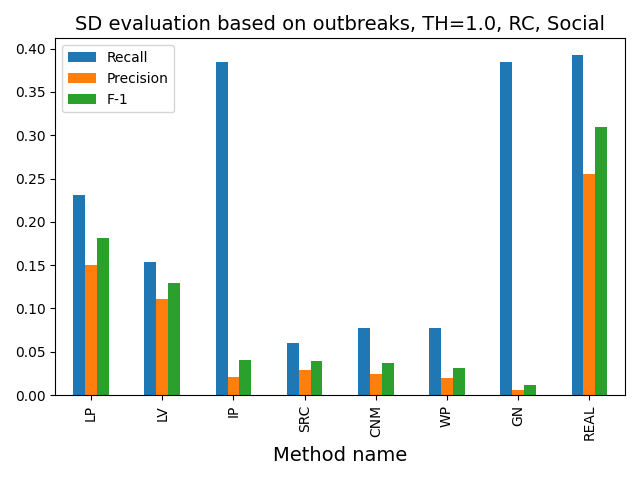 SD evaluation based on outbreaks, TH=1.0, RC, Social
Recall
Precision
F-1
0.40
0.35
0.30
0.25
0.20
0.15
0.10
0.05
0.00
LP
LV
IP
SRC
CNM
WP
GN
REAL
Method name